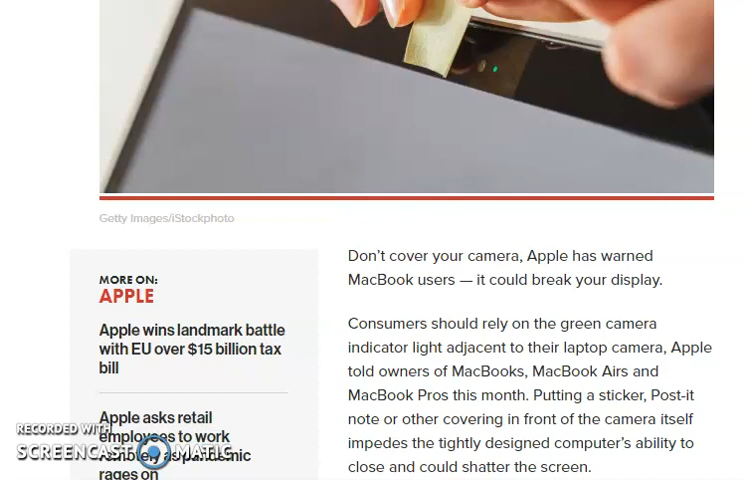 Getty Images/iStockphoto
MORE ON:
APPLE
Apple wins landmark battle
with EU over $15 billion tax
bill
Apple asks retail
employees to work
remotely as pandemic
rages on
Don’t cover your camera, Apple has warned
MacBook users — it could break your display.
Consumers should rely on the green camera
indicator light adjacent to their laptop camera, Apple
told owners of MacBooks, MacBook Airs and
MacBook Pros this month. Putting a sticker, Post-it
note or other covering in front of the camera itself
impedes the tightly designed computer’s ability to
close and could shatter the screen.
RECORDED WITH
SCREENCAST MATIC